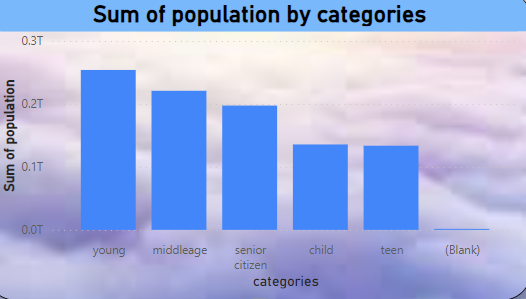 Sum of population by categories
Sum of population
0.3T
0.2T
0.1T
0.0T
young middleage senior citizen child teen (Blank)
categories